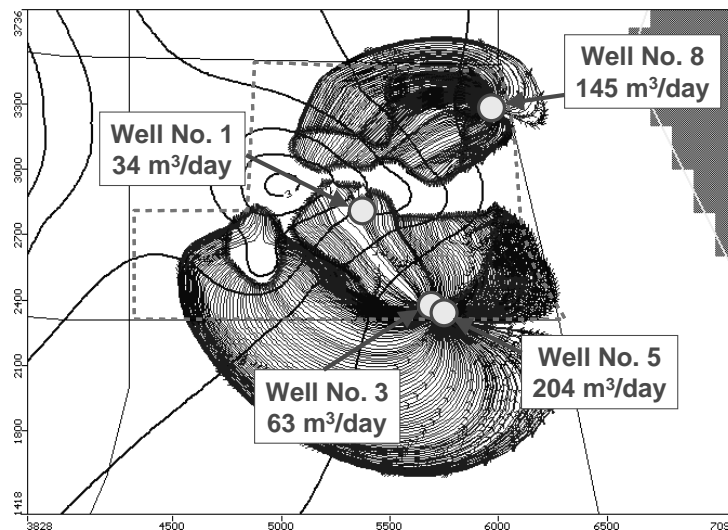 3736
Well No. 8
145 m³/day
3300
Well No. 1
34 m³/day
3000
2700
2400
Well No. 5
204 m³/day
2100
Well No. 3
63 m³/day
1800
1418
3828 4500 5000 5500 6000 6500